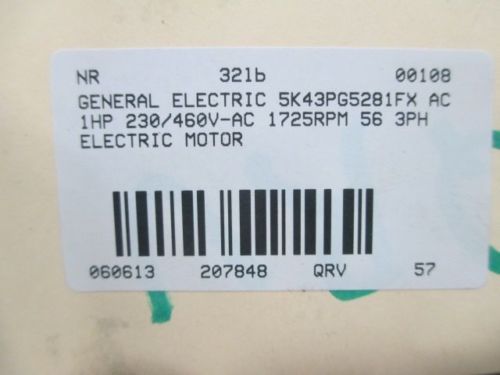 NR 32lb 00108
GENERAL ELECTRIC 5K43PG5281FX AC
1HP 230/460V-AC 1725RPM 56 3PH
ELECTRIC MOTOR
060613 207848 QRV 57